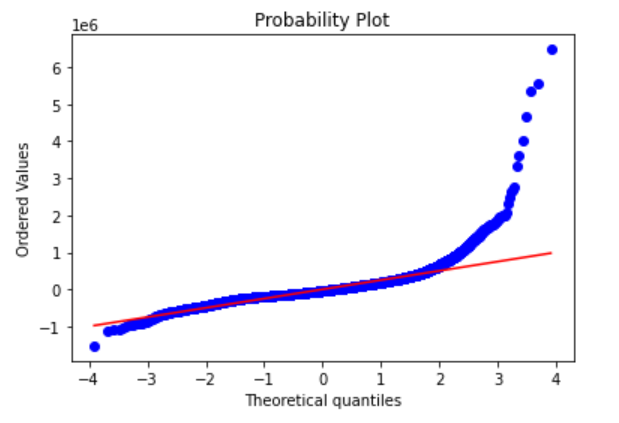 Probability Plot
1e6
6
5
4
3
2
1
0
−1
Ordered Values
−4 −3 −2 −1 0 1 2 3 4
Theoretical quantiles